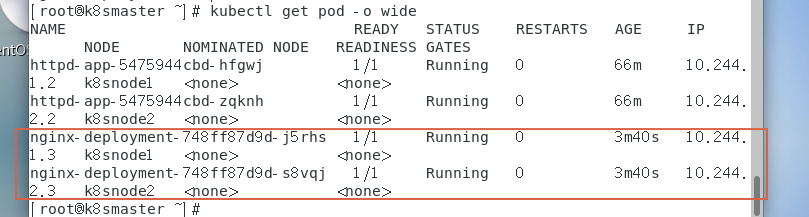 [root@k8smaster ~]# kubectl get pod -o wide
NAME READY STATUS RESTARTS AGE IP
NODE NOMINATED NODE READINESS GATES
httpd-app-5475944cbd-hfgwj 1/1 Running 0 66m 10.244.
1.2 k8snode1 <none> <none>
httpd-app-5475944cbd-zqknh 1/1 Running 0 66m 10.244.
2.2 k8snode2 <none> <none>
nginx-deployment-748ff87d9d-j5rhs 1/1 Running 0 3m40s 10.244.
1.3 k8snode1 <none> <none>
nginx-deployment-748ff87d9d-s8vqj 1/1 Running 0 3m40s 10.244.
2.3 k8snode2 <none> <none>
[root@k8smaster ~]#